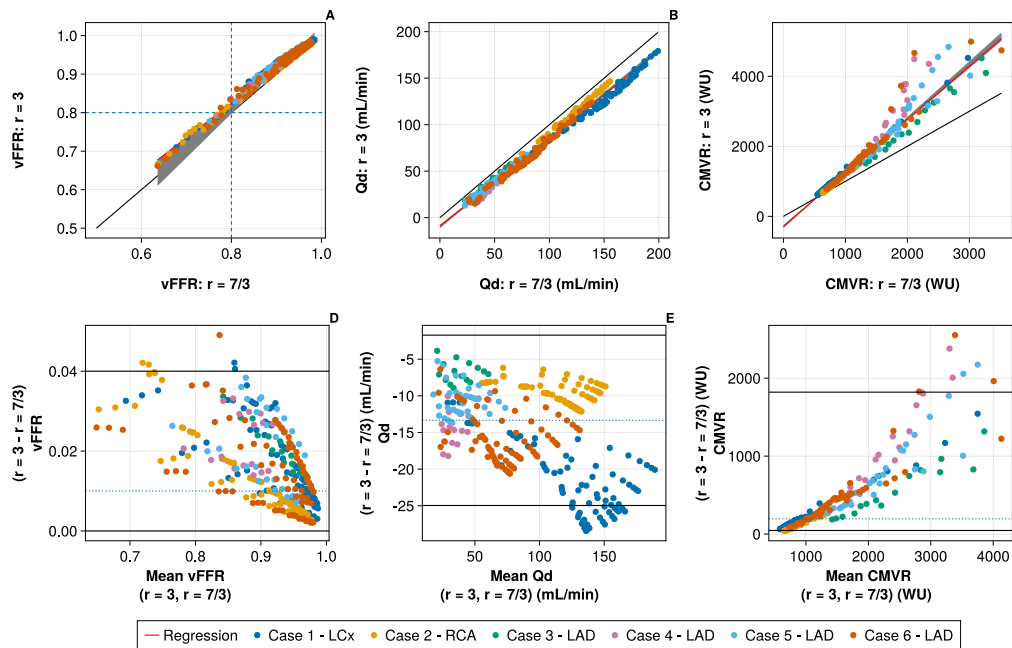 A
B
1.0
0.9
0.8
0.7
0.6
0.5
vFFR: r = 3
0.6
0.8
1.0
vFFR: r = 7/3
200
150
100
50
0
Qd: r = 3 (mL/min)
0
50
100
150
200
Qd: r = 7/3 (mL/min)
4000
2000
0
CMVR: r = 3 (WU)
0
1000
2000
3000
CMVR: r = 7/3 (WU)
D
E
0.04
0.02
0.00
(r = 3 - r = 7/3)
vFFR
0.7
0.8
0.9
1.0
Mean vFFR
(r = 3, r = 7/3)
-5
-10
-15
-20
-25
(r = 3 - r = 7/3) (mL/min)
Qd
50
100
150
Mean Qd
(r = 3, r = 7/3) (mL/min)
2000
1000
0
(r = 3 - r = 7/3) (WU)
CMVR
1000
2000
3000
4000
Mean CMVR
(r = 3, r = 7/3) (WU)
Regression Case 1 - LCx Case 2 - RCA Case 3 - LAD Case 4 - LAD Case 5 - LAD Case 6 - LAD